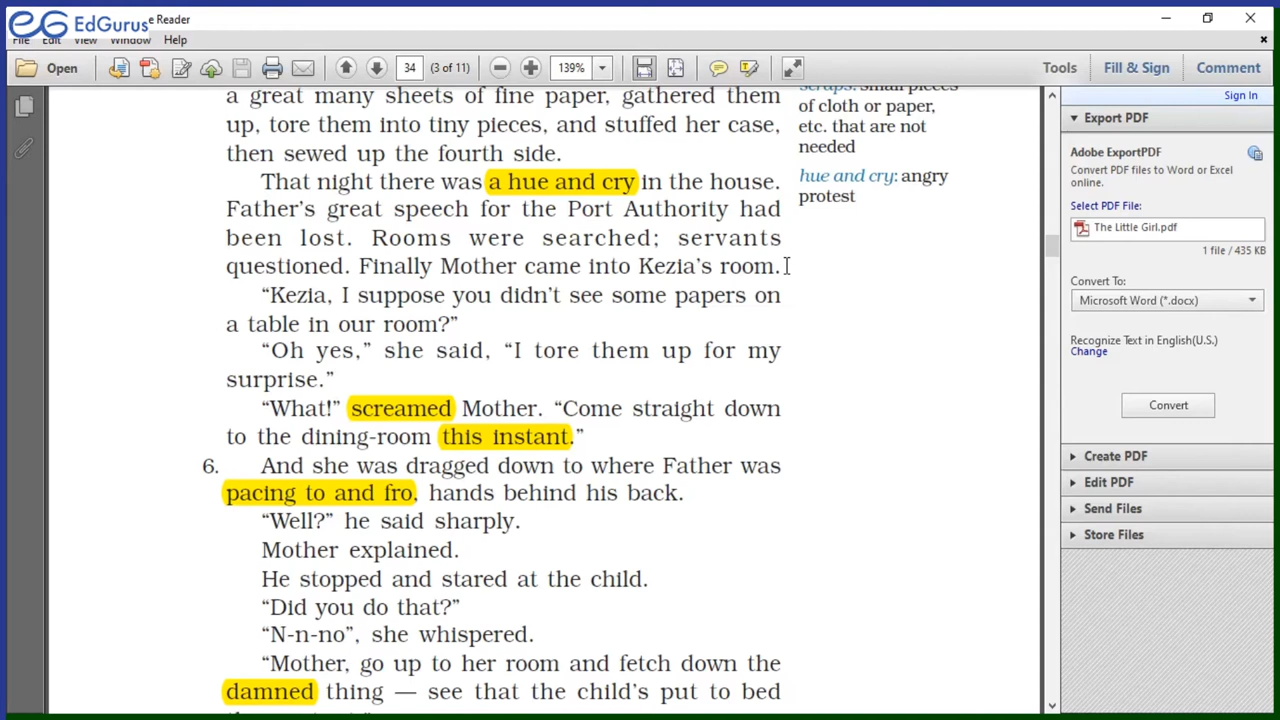 EdGurus
e Reader
File Edit View Window Help
Open
34
(3 of 11)
139%
Tools
Fill & Sign
Comment
Sign In
a great many sheets of fine paper, gathered them
up, tore them into tiny pieces, and stuffed her case,
then sewed up the fourth side.
That night there was a hue and cry in the house.
Father's great speech for the Port Authority had
been lost. Rooms were searched; servants
questioned. Finally Mother came into Kezia's room.
“Kezia, I suppose you didn't see some papers on
a table in our room?”
“Oh yes,” she said, “I tore them up for my
surprise.”
“What!” screamed Mother. “Come straight down
to the dining-room this instant.”
6. And she was dragged down to where Father was
pacing to and fro, hands behind his back.
“Well?” he said sharply.
Mother explained.
He stopped and stared at the child.
“Did you do that?”
“N-n-no”, she whispered.
“Mother, go up to her room and fetch down the
damned thing — see that the child's put to bed
scraps: small pieces
of cloth or paper,
etc. that are not
needed
hue and cry: angry
protest
Export PDF
Adobe ExportPDF
Convert PDF files to Word or Excel
online.
Select PDF File:
The Little Girl.pdf
1 file / 435 KB
Convert To:
Microsoft Word (*.docx)
Recognize Text in English(U.S.)
Change
Convert
Create PDF
Edit PDF
Send Files
Store Files